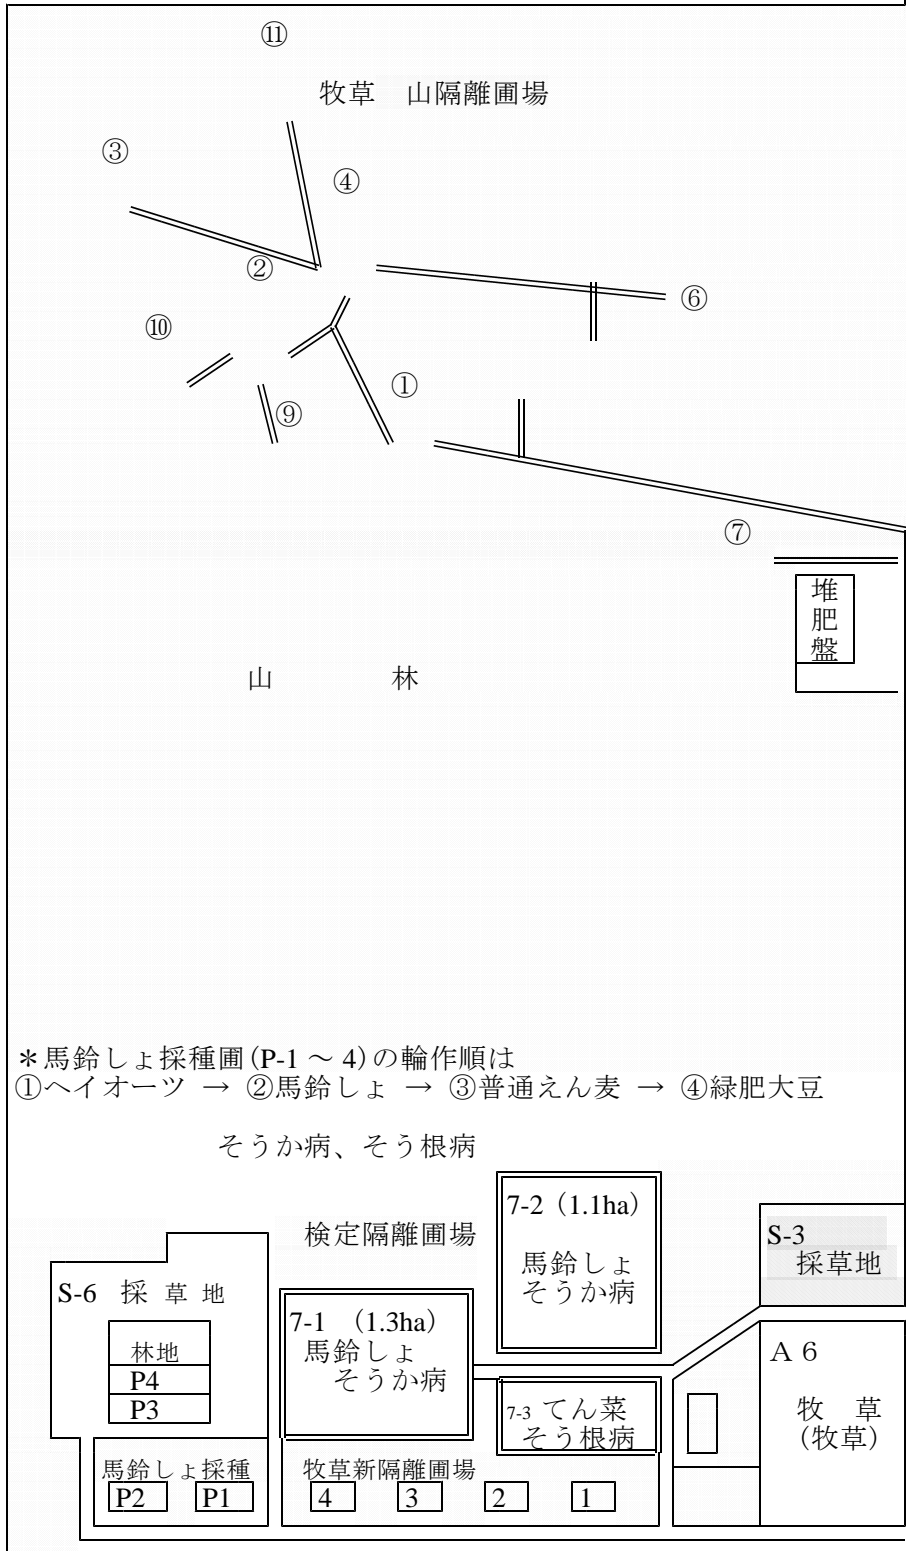 ⑪
牧草　山隔離圃場
③
④
②
⑥
⑩
①
⑨
⑦
堆肥盤
山　　　　林
＊馬鈴しょ採種圃(P-1 ～ 4)の輪作順は
①ヘイオーツ → ②馬鈴しょ → ③普通えん麦 → ④緑肥大豆
そうか病、そう根病
検定隔離圃場
7-2（1.1ha）
馬鈴しょ
そうか病
S-3
採草地
S-6 採 草 地
林地
P4
P3
7-1 （1.3ha）
馬鈴しょ
そうか病
A 6
牧　草
（牧草）
7-3 てん菜
そう根病
馬鈴しょ採種
P2 P1
牧草新隔離圃場
4 3 2 1